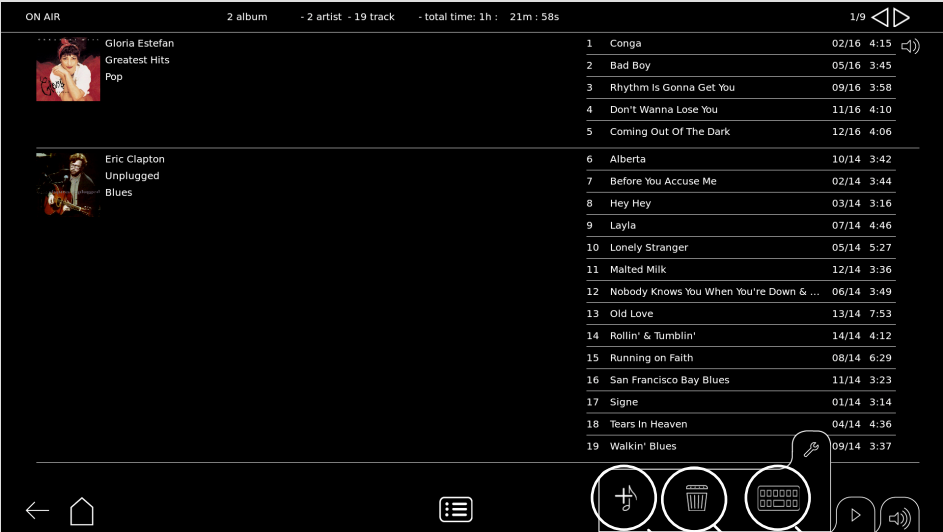 ON AIR 2 album - 2 artist - 19 track - total time: 1h : 21m : 58s 1/9
Gloria Estefan
Greatest Hits
Pop
1 Conga 02/16 4:15
2 Bad Boy 05/16 3:45
3 Rhythm Is Gonna Get You 09/16 3:58
4 Don't Wanna Lose You 11/16 4:10
5 Coming Out Of The Dark 12/16 4:06
Eric Clapton
Unplugged
Blues
6 Alberta 10/14 3:42
7 Before You Accuse Me 02/14 3:44
8 Hey Hey 03/14 3:16
9 Layla 07/14 4:46
10 Lonely Stranger 05/14 5:27
11 Malted Milk 12/14 3:36
12 Nobody Knows You When You're Down & ... 06/14 3:49
13 Old Love 13/14 7:53
14 Rollin' & Tumblin' 14/14 4:12
15 Running on Faith 08/14 6:29
16 San Francisco Bay Blues 11/14 3:23
17 Signe 01/14 3:14
18 Tears In Heaven 04/14 4:36
19 Walkin' Blues 09/14 3:37